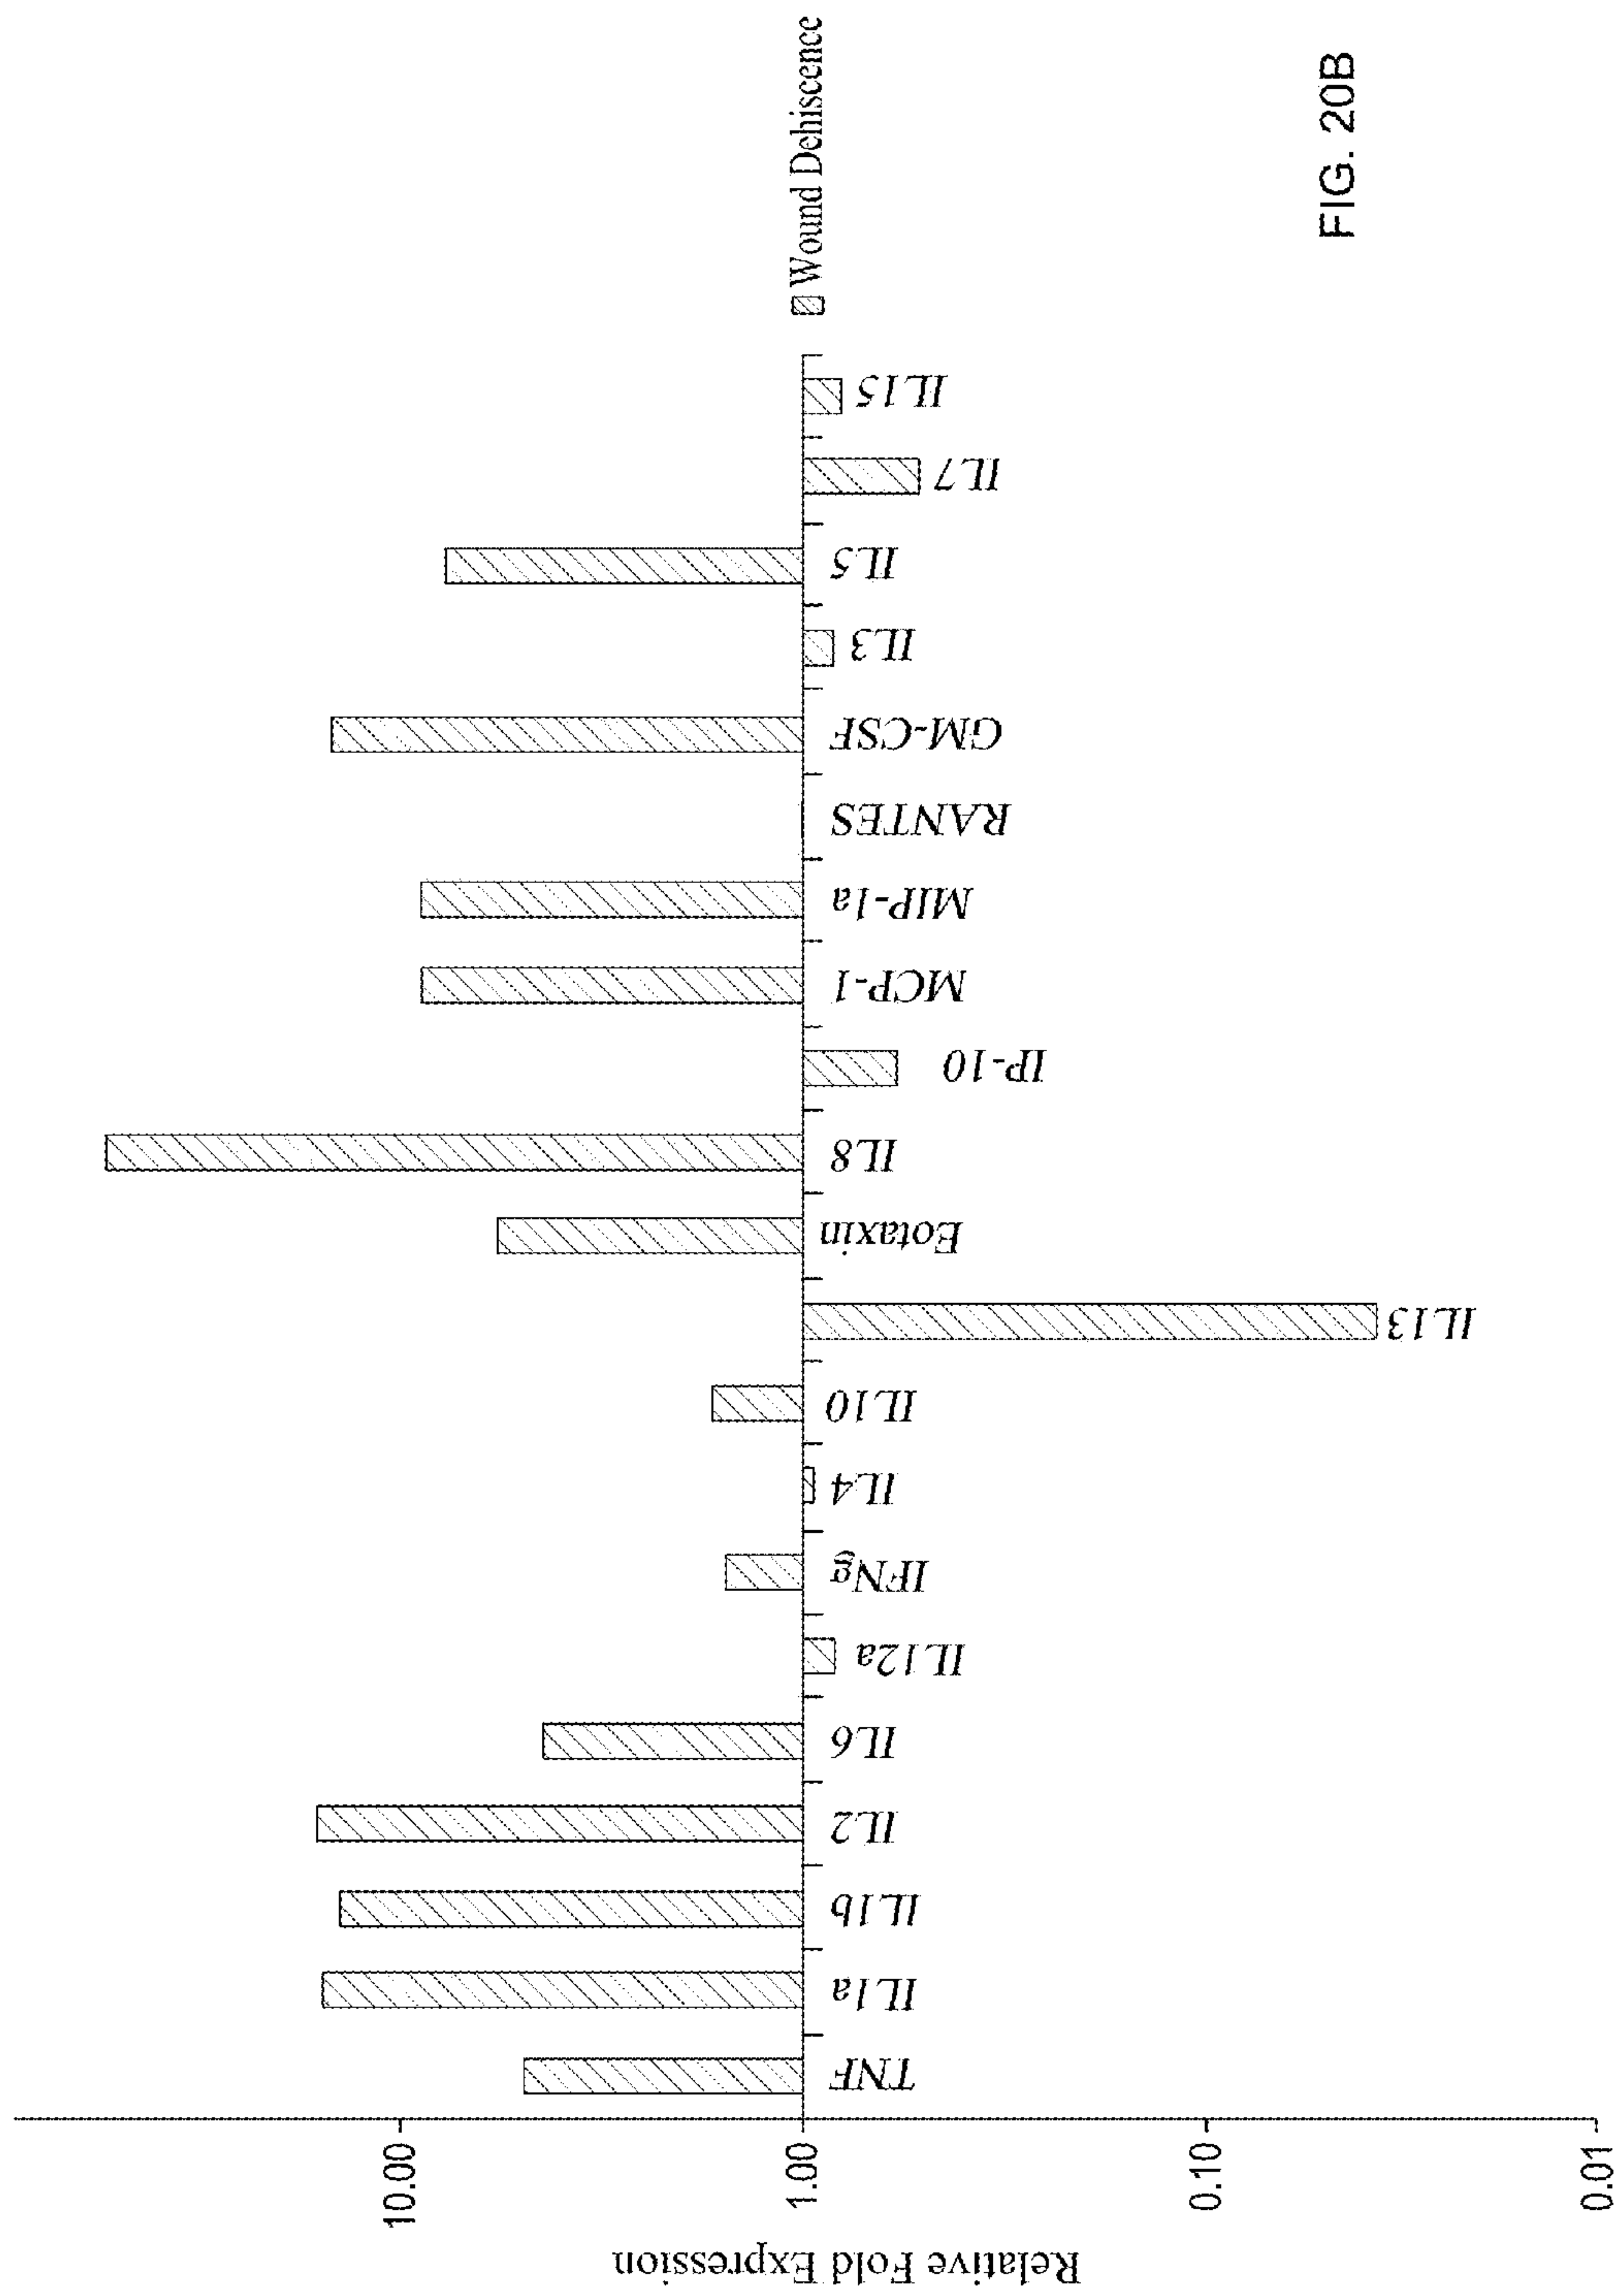 Relative Fold Expression
10.00
1.00
0.10
0.01
TNF
IL1a
IL1b
IL2
IL6
IL12a
IFNg
IL4
IL10
IL13
Eotaxin
IL8
IP-10
MCP-1
MIP-1a
RANTES
GM-CSF
IL3
IL5
IL7
IL15
Wound Dehiscence
FIG. 20B